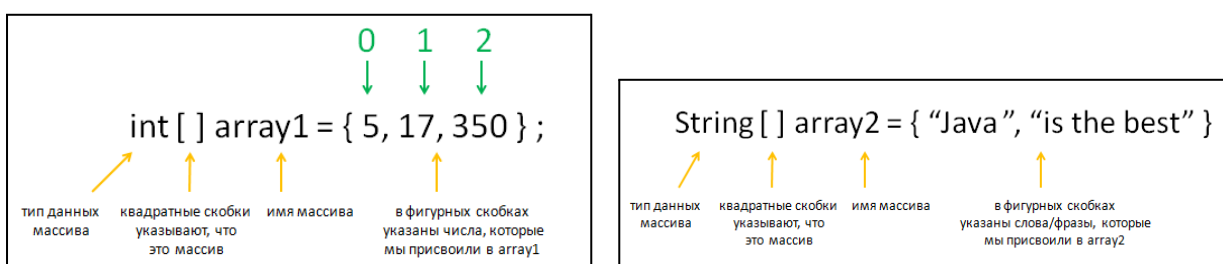 0 1 2
int [ ] array1 = { 5, 17, 350 } ;
тип данных
массива
квадратные скобки
указывают, что
это массив
имя массива
в фигурных скобках
указаны числа, которые
мы присвоили в array1
String [ ] array2 = { “Java”, “is the best” }
тип данных
массива
квадратные скобки
указывают, что
это массив
имя массива
в фигурных скобках
указаны слова/фразы, которые
мы присвоили в array2